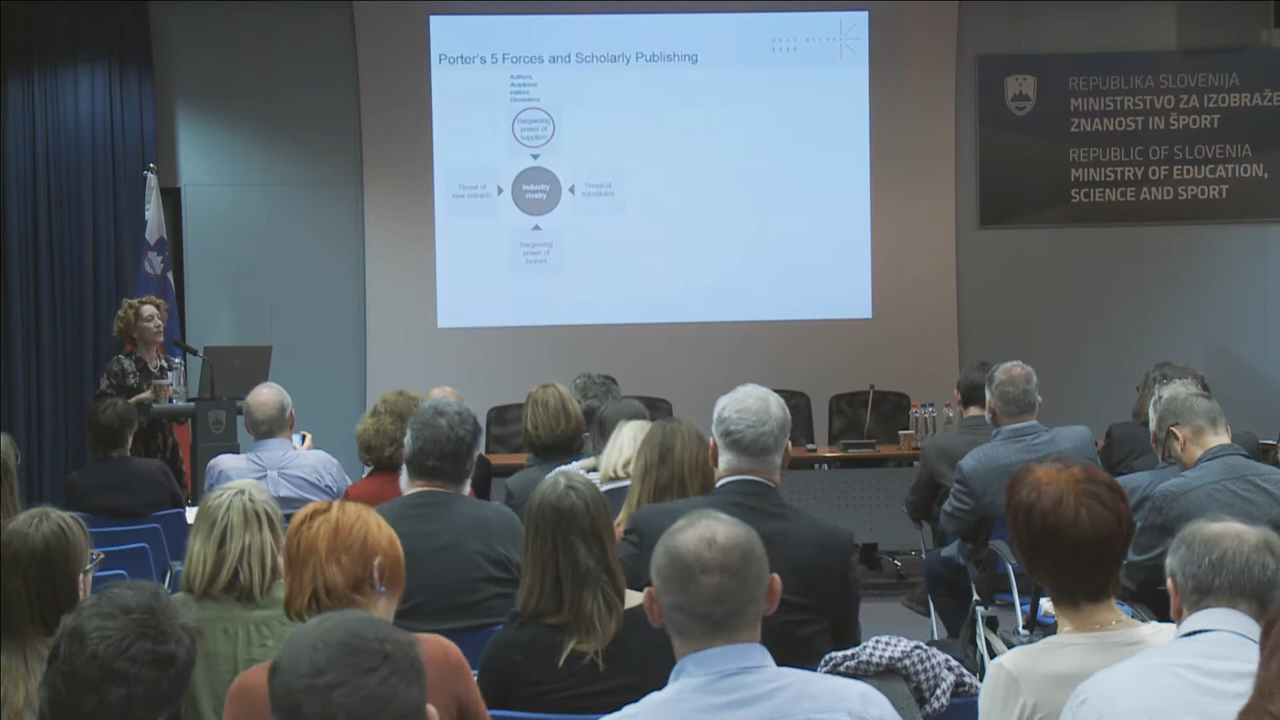 Porter's 5 Forces and Scholarly Publishing
Authors,
Academic
Editors,
Reviewers
Bargaining
power of
suppliers
Threat of
new entrants
Industry
rivalry
Threat of
substitutes
Bargaining
power of
buyers
REPUBLIKA SLOVENIJA
MINISTRSTVO ZA IZOBRAŽE
ZNANOST IN ŠPORT
REPUBLIC OF SLOVENIA
MINISTRY OF EDUCATION,
SCIENCE AND SPORT